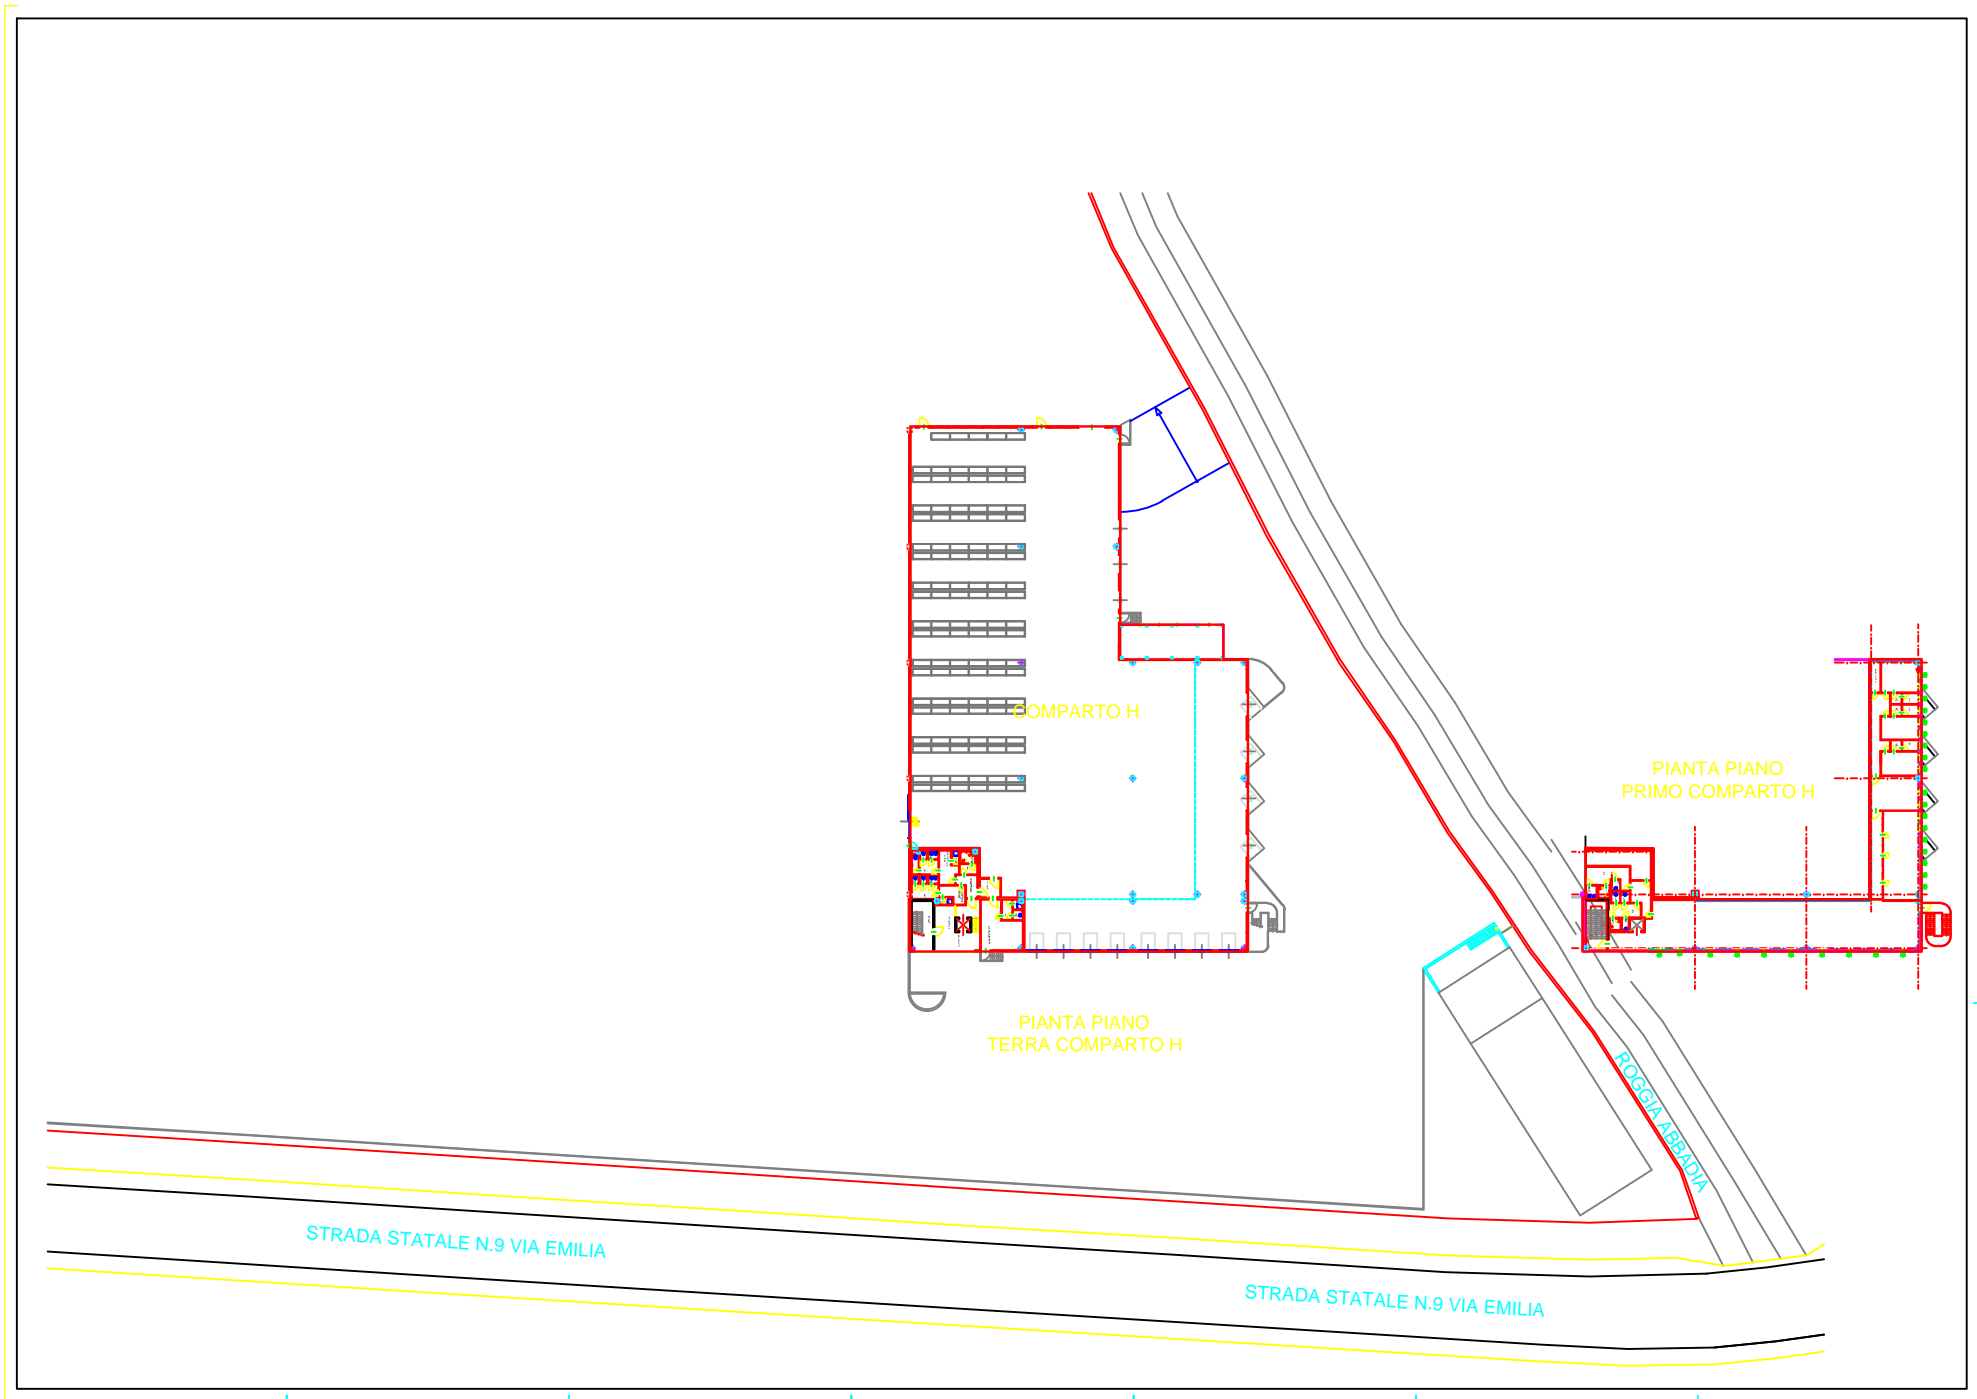 COMPARTO H
PIANTA PIANO
PRIMO COMPARTO H
PIANTA PIANO
TERRA COMPARTO H
ROGGIA ABBADIA
STRADA STATALE N.9 VIA EMILIA
STRADA STATALE N.9 VIA EMILIA